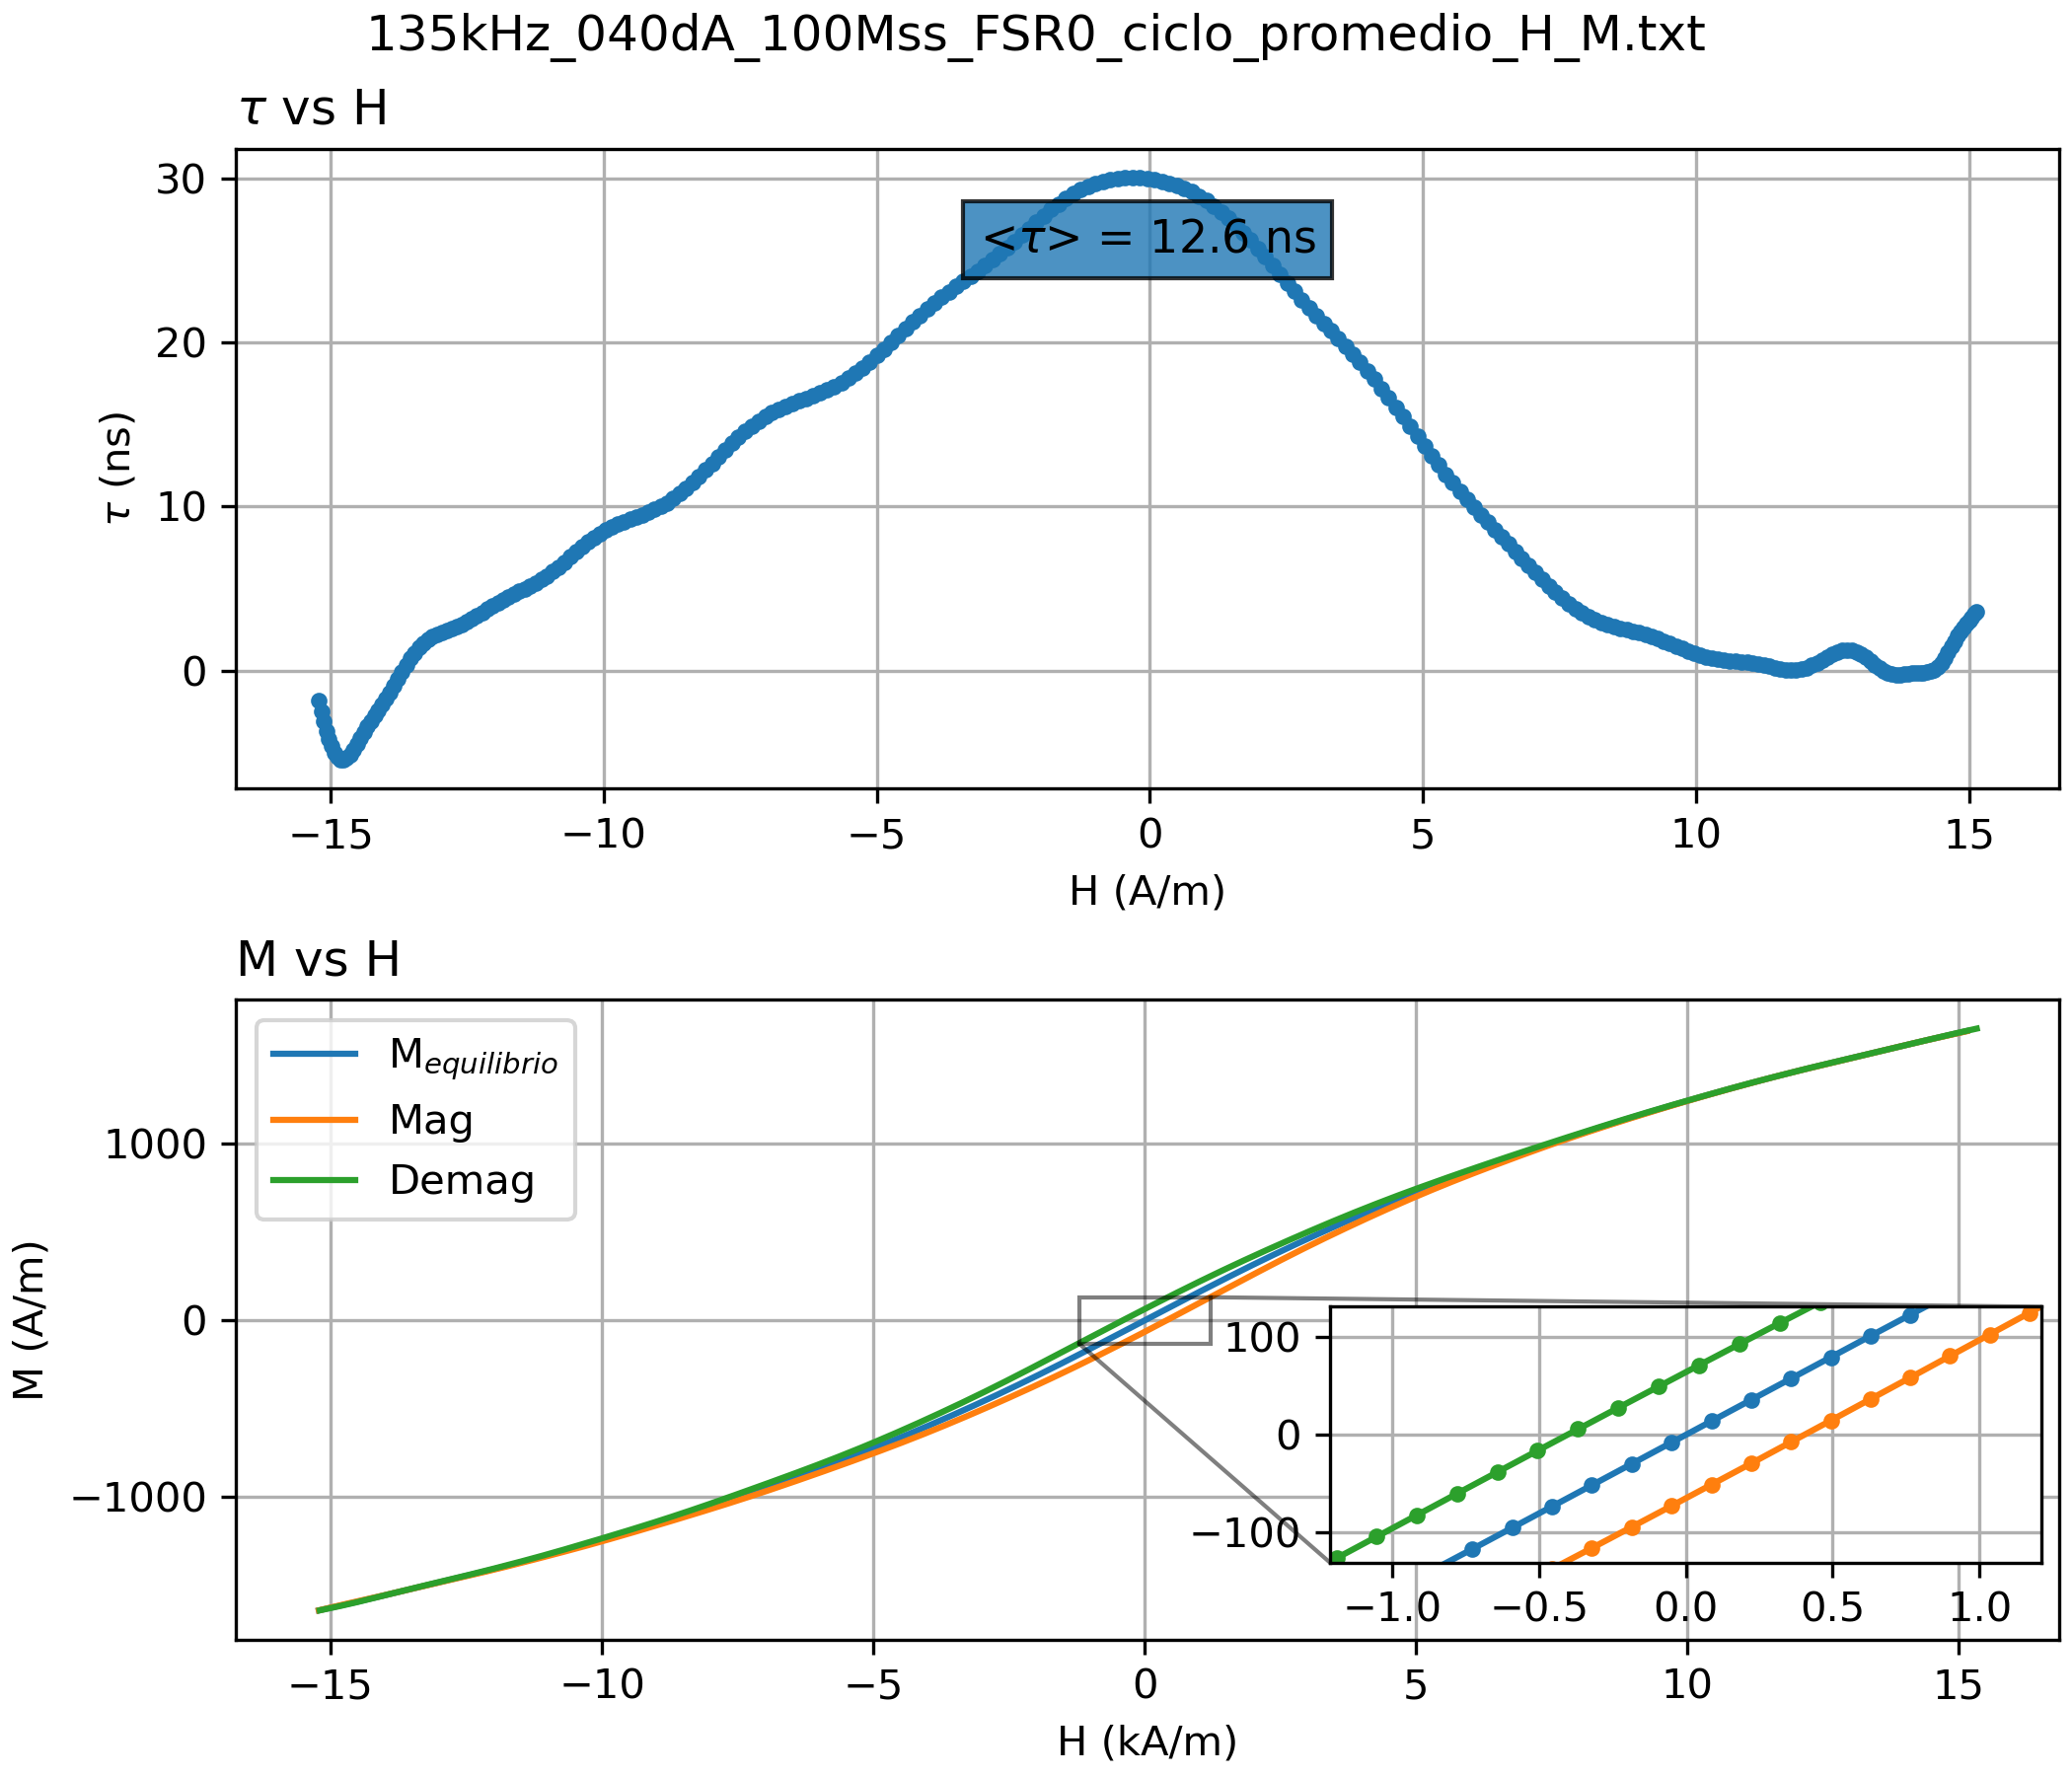 135kHz_040dA_100Mss_FSR0_ciclo_promedio_H_M.txt
τ vs H
<τ> = 12.6 ns
τ (ns)
30
20
10
0
−15 −10 −5 0 5 10 15
H (A/m)
M vs H
Mequilibrio
Mag
Demag
M (A/m)
1000
0
−1000
100
0
−100
−1.0 −0.5 0.0 0.5 1.0
−15 −10 −5 0 5 10 15
H (kA/m)